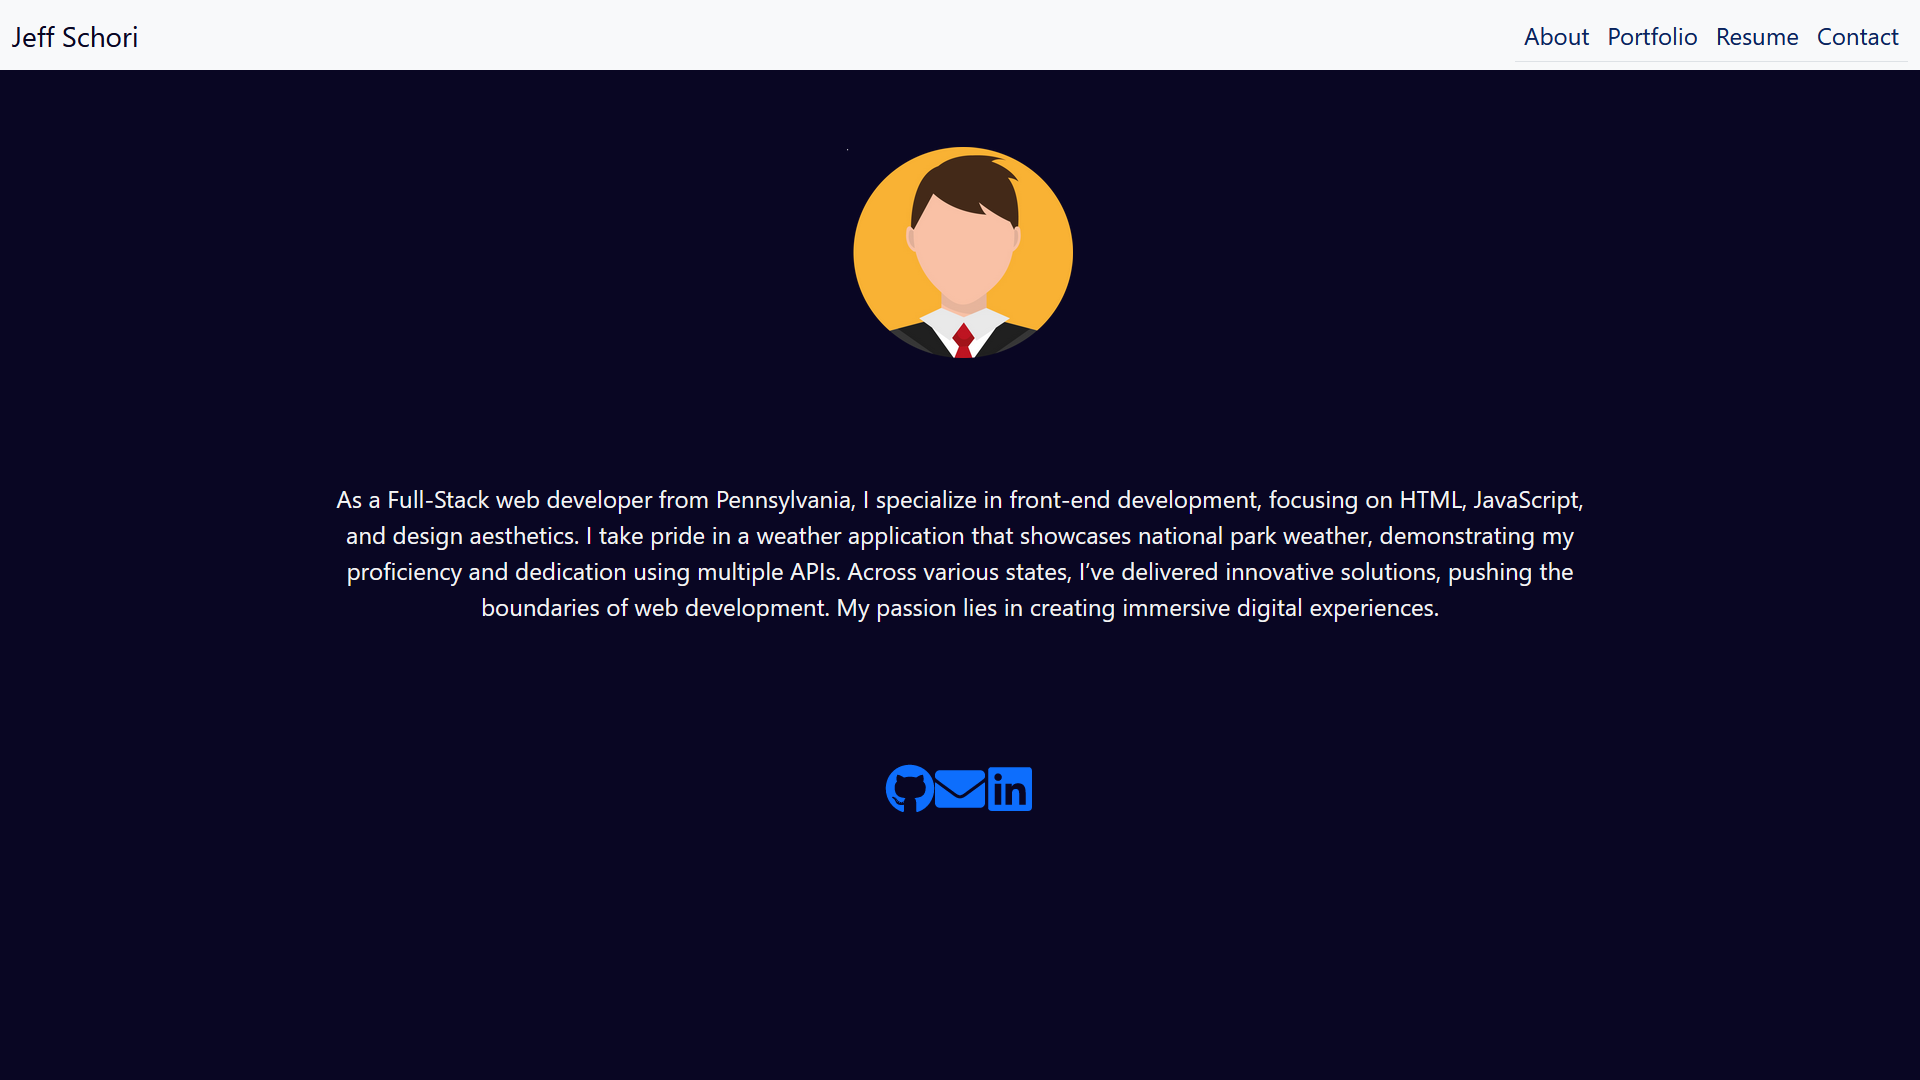 Jeff Schori
About Portfolio Resume Contact
As a Full-Stack web developer from Pennsylvania, I specialize in front-end development, focusing on HTML, JavaScript,
and design aesthetics. I take pride in a weather application that showcases national park weather, demonstrating my
proficiency and dedication using multiple APIs. Across various states, I’ve delivered innovative solutions, pushing the
boundaries of web development. My passion lies in creating immersive digital experiences.
in